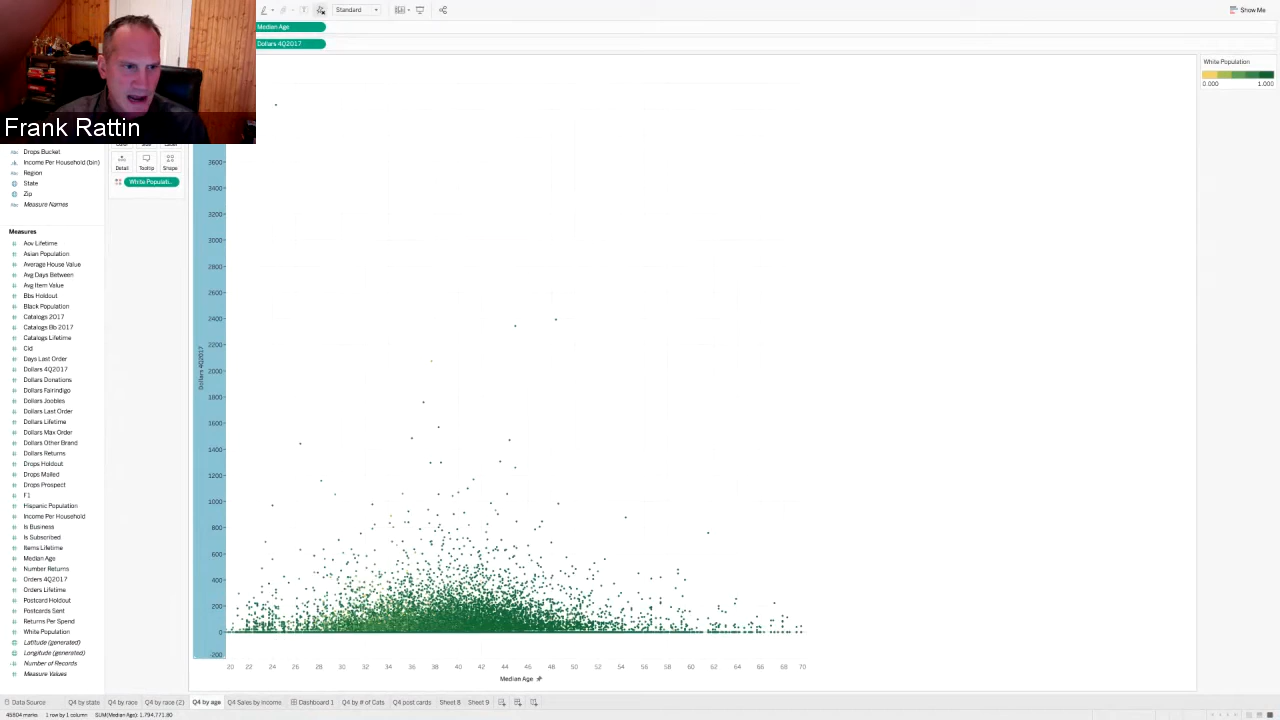 Standard
Show Me
Median Age
Dollars 4Q2017
White Population
0.000 1.000
Frank Rattin
Detail Tooltip Shape
White Populati..
Drops Bucket
Income Per Household (bin)
Region
State
Zip
Measure Names
Measures
Aov Lifetime
Asian Population
Average House Value
Avg Days Between
Avg Item Value
Bbs Holdout
Black Population
Catalogs 2017
Catalogs Bb 2017
Catalogs Lifetime
Cid
Days Last Order
Dollars 4Q2017
Dollars Donations
Dollars Fairindigo
Dollars Joobles
Dollars Last Order
Dollars Lifetime
Dollars Max Order
Dollars Other Brand
Dollars Returns
Drops Holdout
Drops Mailed
Drops Prospect
F1
Hispanic Population
Income Per Household
Is Business
Is Subscribed
Items Lifetime
Median Age
Number Returns
Orders 4Q2017
Orders Lifetime
Postcard Holdout
Postcards Sent
Returns Per Spend
White Population
Latitude (generated)
Longitude (generated)
Number of Records
Measure Values
3600
3400
3200
3000
2800
2600
2400
2200
2000
1800
1600
1400
1200
1000
800
600
400
200
0
-200
Dollars 4Q2017
20 22 24 26 28 30 32 34 36 38 40 42 44 46 48 50 52 54 56 58 60 62 64 66 68 70
Median Age
Data Source Q4 by state Q4 by race Q4 by race (2) Q4 by age Q4 Sales by Income Dashboard 1 Q4 by # of Cats Q4 post cards Sheet 8 Sheet 9
45804 marks 1 row by 1 column SUM(Median Age): 1,794,771.80